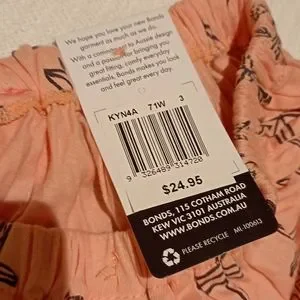 We hope you love your new Bonds
garment as much as we do.
With a commitment to Aussie design
and a passion for bringing you
great fitting, comfy everyday
essentials, Bonds makes you look
and feel great every day.
KYN4A 71W 3
9 326489 314720
$24.95
BONDS, 115 COTHAM ROAD
KEW VIC 3101 AUSTRALIA
WWW.BONDS.COM.AU
PLEASE RECYCLE ML100613